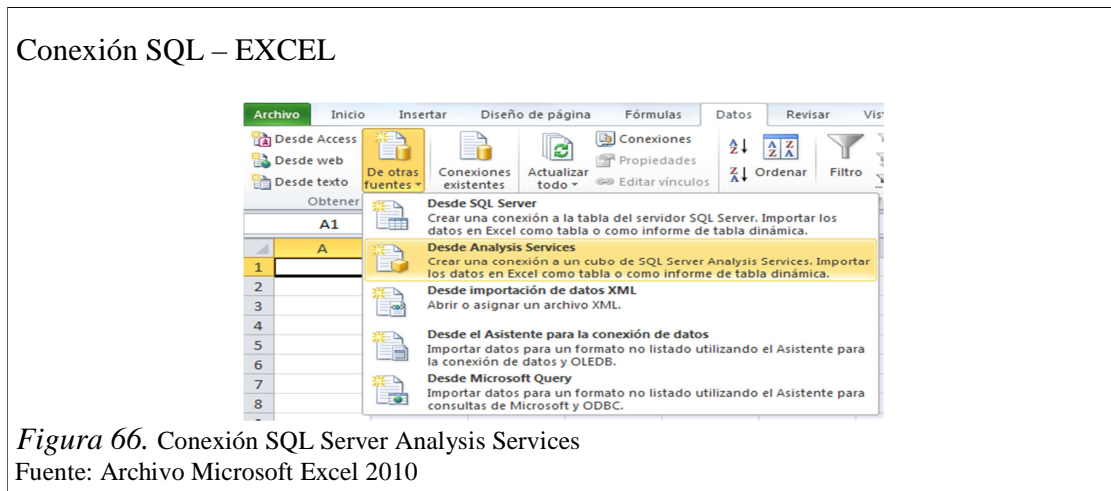 Conexión SQL – EXCEL
Archivo Inicio Insertar Diseño de página Fórmulas Datos Revisar Vis
Desde Access
Desde web
Desde texto
De otras fuentes
Conexiones existentes
Actualizar todo
Conexiones
Propiedades
Editar vínculos
Ordenar
Filtro
Obtener
A1
A
Desde SQL Server
Crear una conexión a la tabla del servidor SQL Server. Importar los
datos en Excel como tabla o como informe de tabla dinámica.
Desde Analysis Services
Crear una conexión a un cubo de SQL Server Analysis Services. Importar
los datos en Excel como tabla o como informe de tabla dinámica.
Desde importación de datos XML
Abrir o asignar un archivo XML.
Desde el Asistente para la conexión de datos
Importar datos para un formato no listado utilizando el Asistente para
la conexión de datos y OLEDB.
Desde Microsoft Query
Importar datos para un formato no listado utilizando el Asistente para
consultas de Microsoft y ODBC.
1
2
3
4
5
6
7
8
Figura 66. Conexión SQL Server Analysis Services
Fuente: Archivo Microsoft Excel 2010